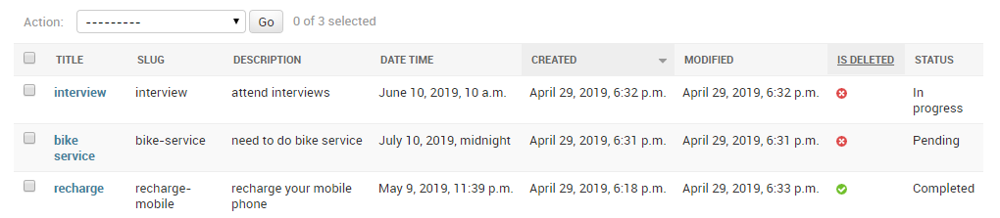 Action: --------- Go 0 of 3 selected
TITLE SLUG DESCRIPTION DATE TIME CREATED MODIFIED IS DELETED STATUS
interview interview attend interviews June 10, 2019, 10 a.m. April 29, 2019, 6:32 p.m. April 29, 2019, 6:32 p.m. In
progress
bike bike-service need to do bike service July 10, 2019, midnight April 29, 2019, 6:31 p.m. April 29, 2019, 6:31 p.m. Pending
service
recharge recharge- recharge your mobile May 9, 2019, 11:39 p.m. April 29, 2019, 6:18 p.m. April 29, 2019, 6:33 p.m. Completed
mobile phone